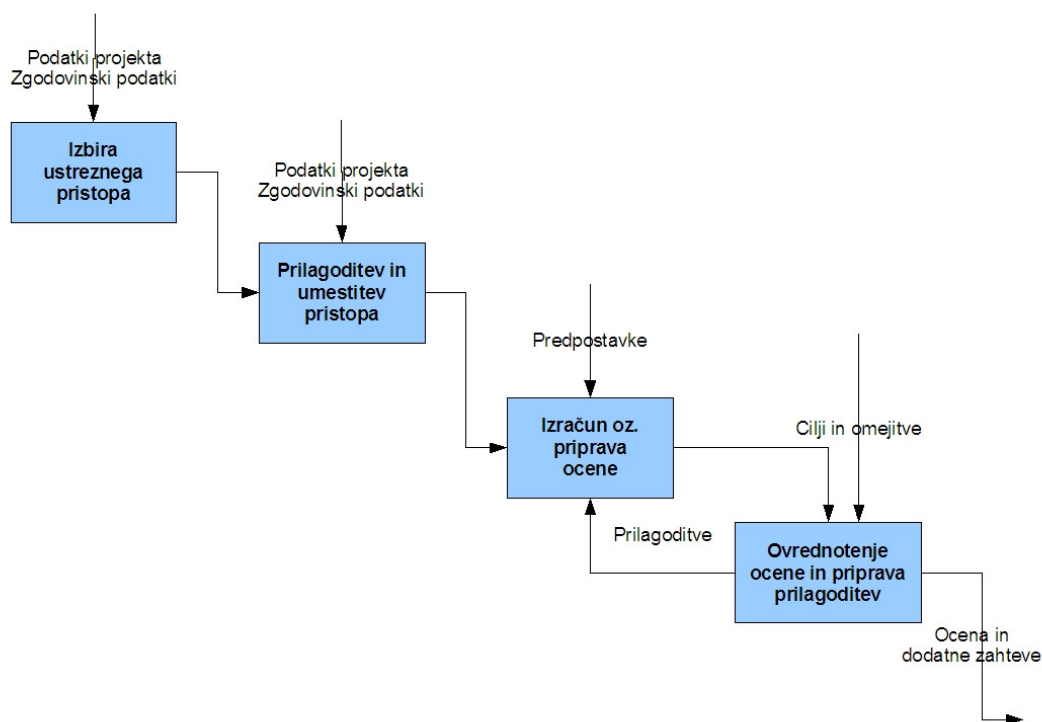 Podatki projekta
Zgodovinski podatki
Izbira
ustreznega
pristopa
Podatki projekta
Zgodovinski podatki
Prilagoditev in
umestitev
pristopa
Predpostavke
Izračun oz.
priprava
ocene
Cilji in omejitve
Prilagoditve
Ovrednotenje
ocene in priprava
prilagoditev
Ocena in
dodatne zahteve